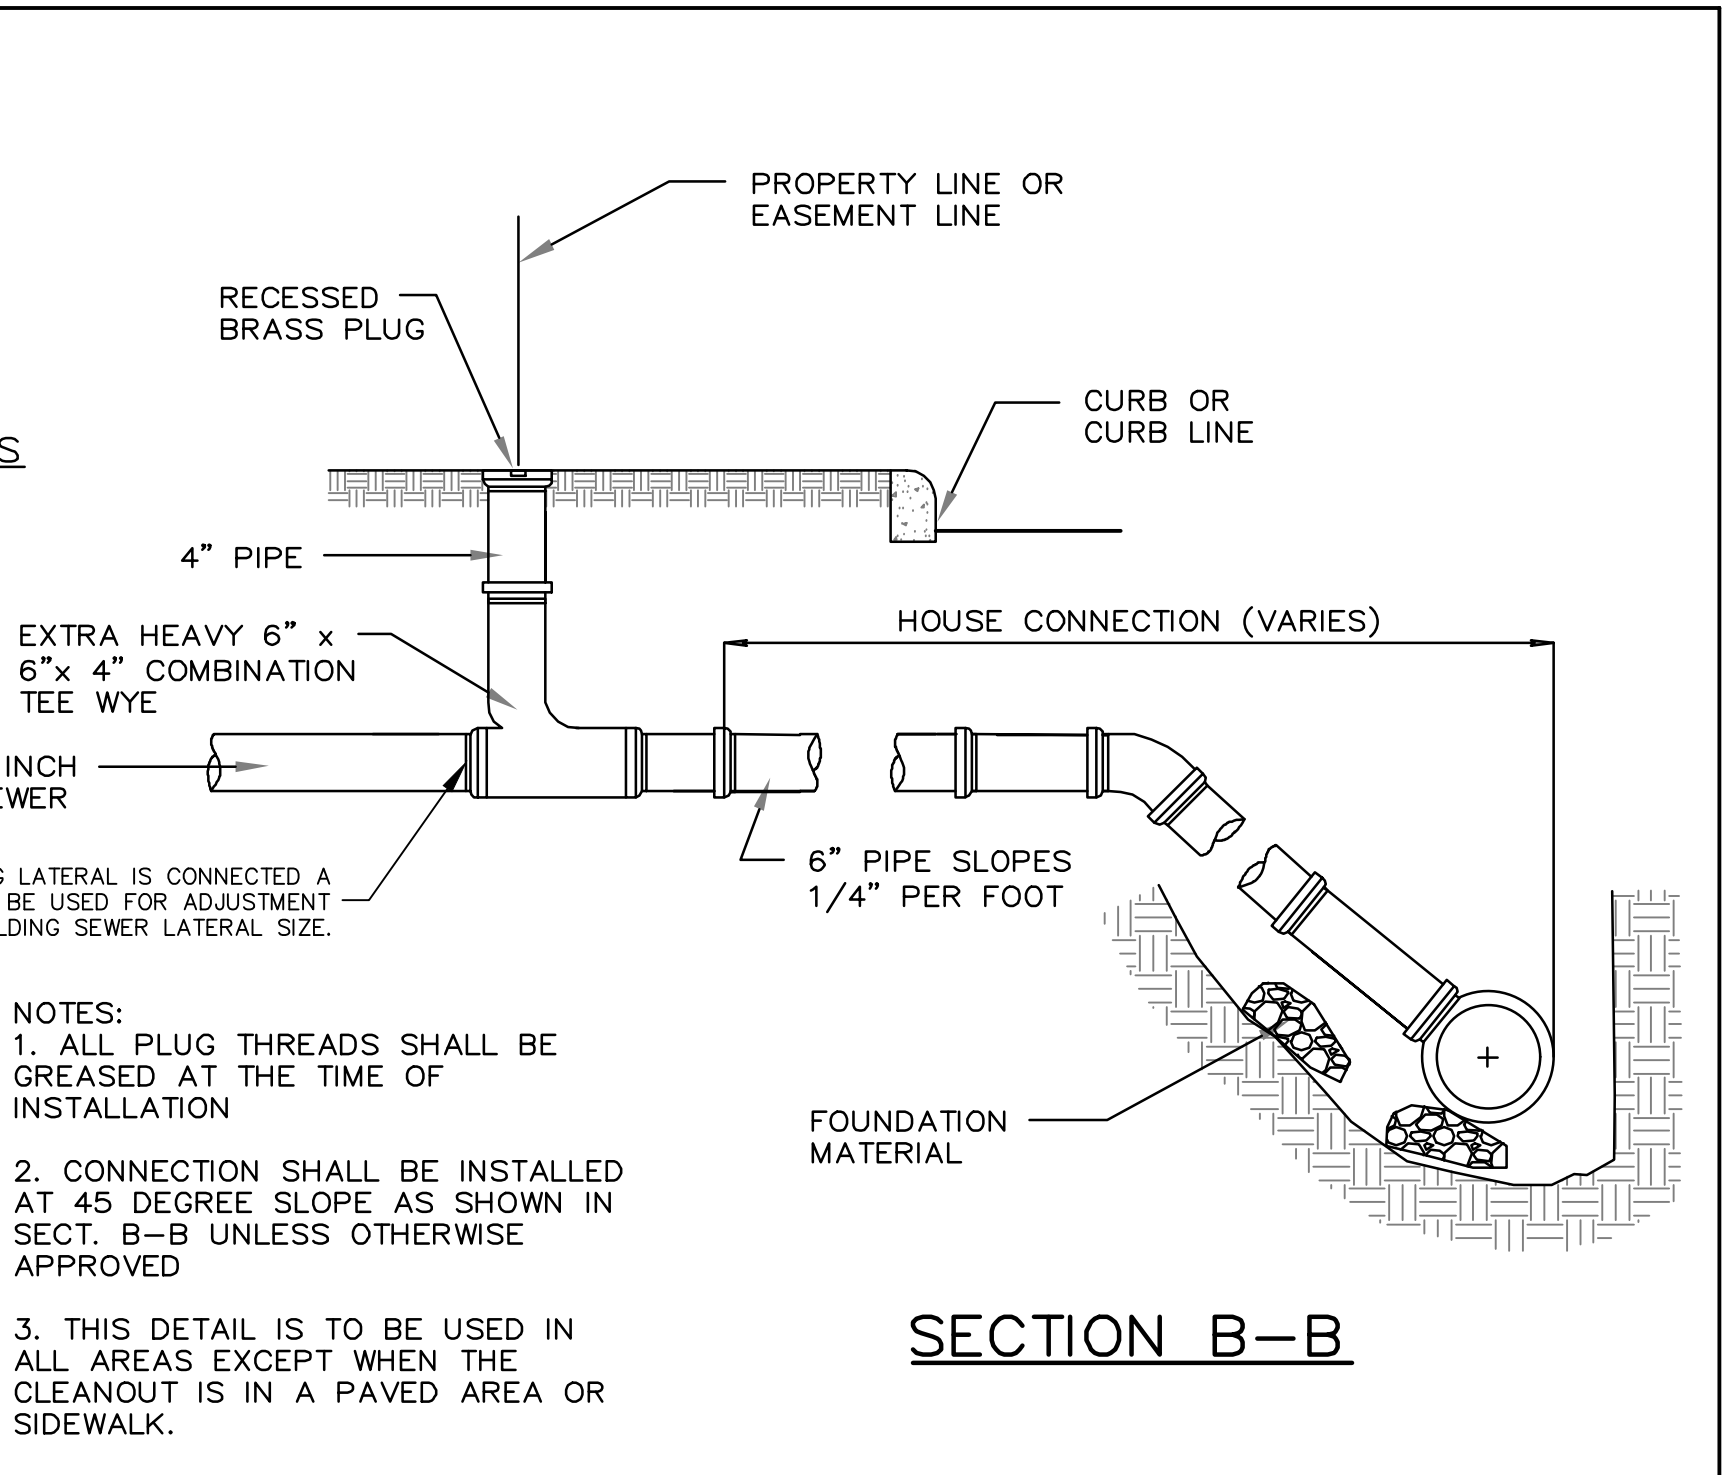 PROPERTY LINE OR
EASEMENT LINE
RECESSED
BRASS PLUG
CURB OR
CURB LINE
S
4" PIPE
HOUSE CONNECTION (VARIES)
EXTRA HEAVY 6" x
6"x 4" COMBINATION
TEE WYE
INCH
EWER
6" PIPE SLOPES
1/4" PER FOOT
G LATERAL IS CONNECTED A
BE USED FOR ADJUSTMENT
LDING SEWER LATERAL SIZE.
NOTES:
1. ALL PLUG THREADS SHALL BE
GREASED AT THE TIME OF
INSTALLATION
2. CONNECTION SHALL BE INSTALLED
AT 45 DEGREE SLOPE AS SHOWN IN
SECT. B-B UNLESS OTHERWISE
APPROVED
3. THIS DETAIL IS TO BE USED IN
ALL AREAS EXCEPT WHEN THE
CLEANOUT IS IN A PAVED AREA OR
SIDEWALK.
FOUNDATION
MATERIAL
SECTION B-B